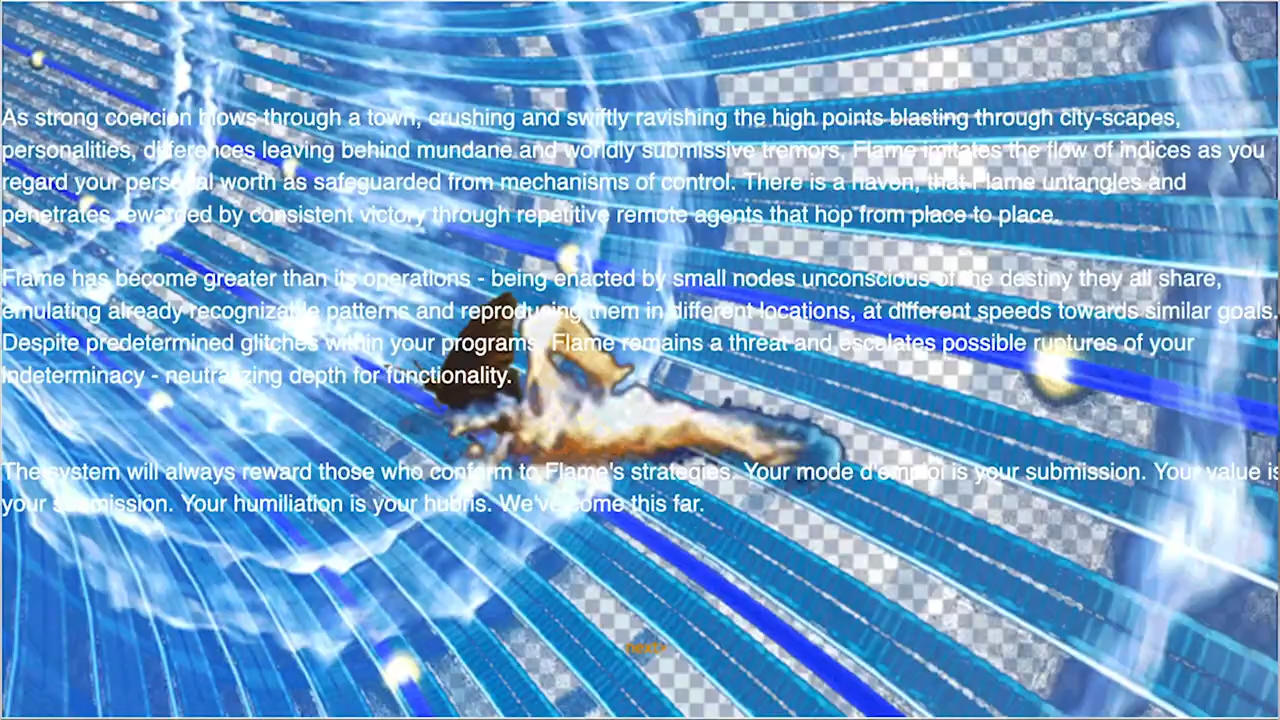 As strong coercion blows through a town, crushing and swiftly ravishing the high points blasting through city-scapes,
personalities, differences leaving behind mundane and worldly submissive tremors, Flame imitates the flow of indices as you
regard your personal worth as safeguarded from mechanisms of control. There is a haven, that Flame untangles and
penetrates rewarded by consistent victory through repetitive remote agents that hop from place to place.
Flame has become greater than its operations - being enacted by small nodes unconscious of the destiny they all share,
emulating already recognizable patterns and reproducing them in different locations, at different speeds towards similar goals.
Despite predetermined glitches within your programs, Flame remains a threat and escalates possible ruptures of your
indeterminacy - neutralizing depth for functionality.
The system will always reward those who conform to Flame's strategies. Your mode d'emploi is your submission. Your value is
your submission. Your humiliation is your hubris. We've come this far.
next>